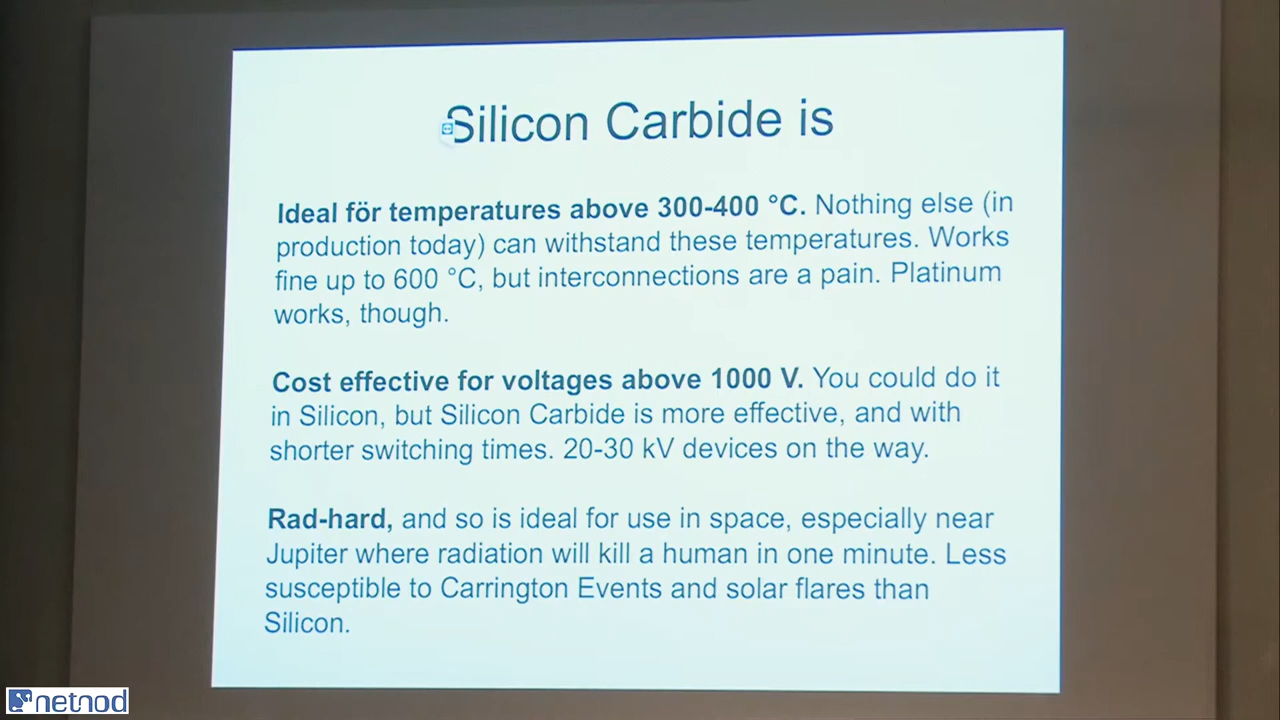 Silicon Carbide is
Ideal för temperatures above 300-400 °C. Nothing else (in
production today) can withstand these temperatures. Works
fine up to 600 °C, but interconnections are a pain. Platinum
works, though.
Cost effective for voltages above 1000 V. You could do it
in Silicon, but Silicon Carbide is more effective, and with
shorter switching times. 20-30 kV devices on the way.
Rad-hard, and so is ideal for use in space, especially near
Jupiter where radiation will kill a human in one minute. Less
susceptible to Carrington Events and solar flares than
Silicon.
netnod